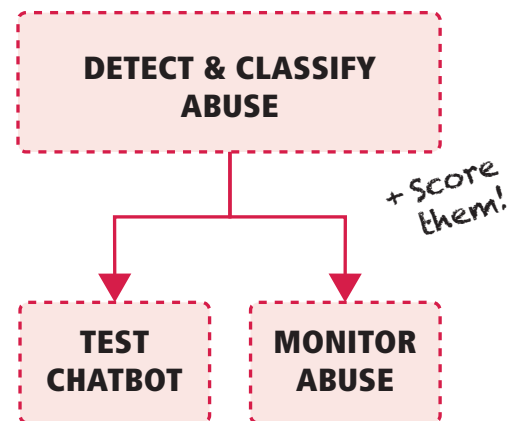 DETECT & CLASSIFY
ABUSE
+ Score
them!
TEST
CHATBOT
MONITOR
ABUSE